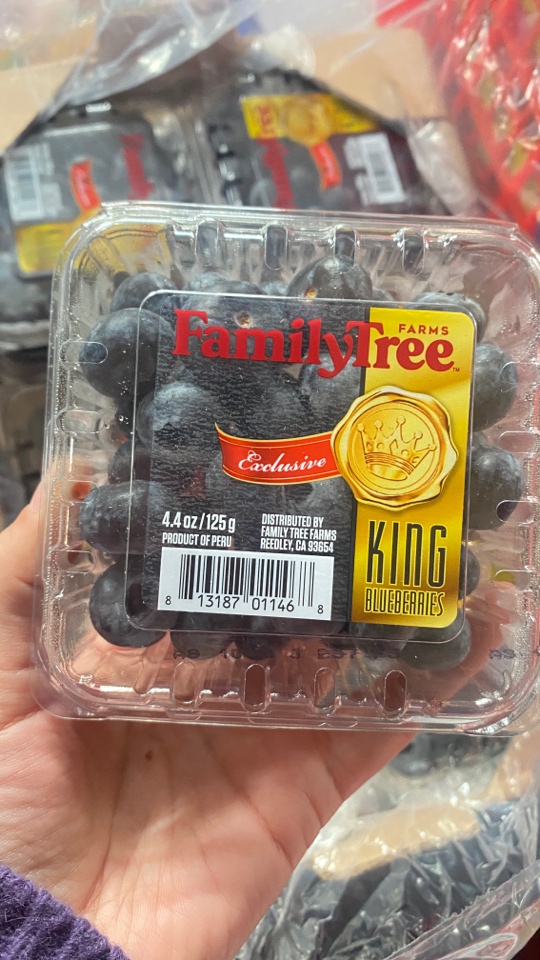 FARMS
FamilyTree™
Exclusive
4.4 oz / 125 g
PRODUCT OF PERU
DISTRIBUTED BY
FAMILY TREE FARMS
REEDLEY, CA 93654
8 13187 01146 8
KING
BLUEBERRIES